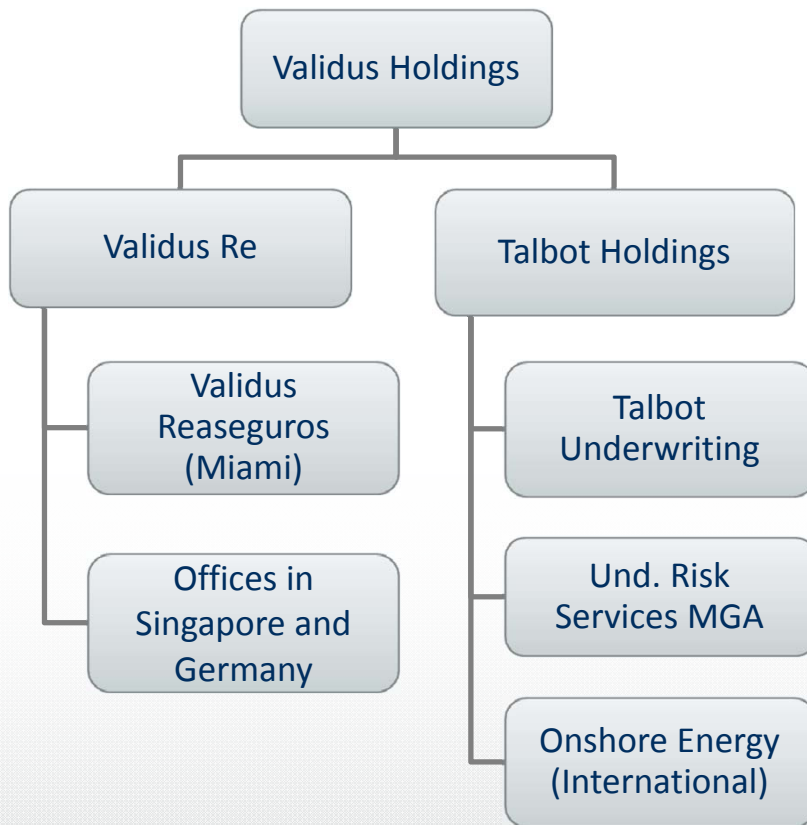 Validus Holdings
Validus Re
Talbot Holdings
Validus
Reaseguros
(Miami)
Talbot
Underwriting
Offices in
Singapore and
Germany
Und. Risk
Services MGA
Onshore Energy
(International)